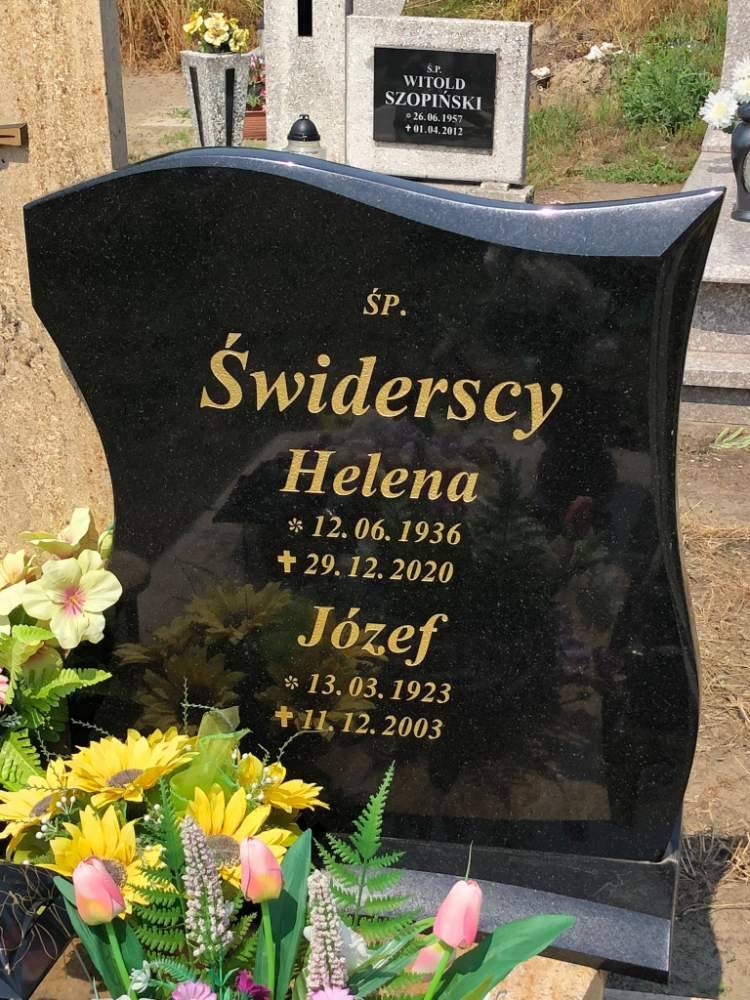 Ś.P.
WITOLD
SZOPIŃSKI
* 26.06.1957
✝ 01.04.2012
ŚP.
Świderscy
Helena
* 12.06.1936
✝ 29.12.2020
Józef
* 13.03.1923
✝ 11.12.2003